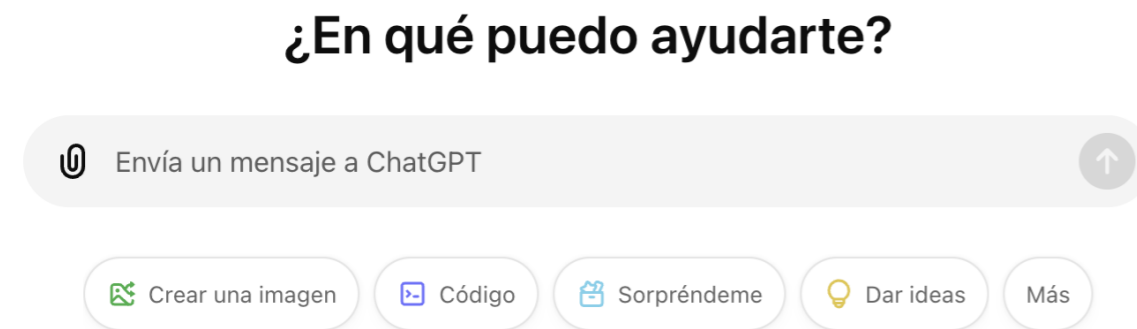 ¿En qué puedo ayudarte?
Envía un mensaje a ChatGPT
Crear una imagen Código Sorpréndeme Dar ideas Más